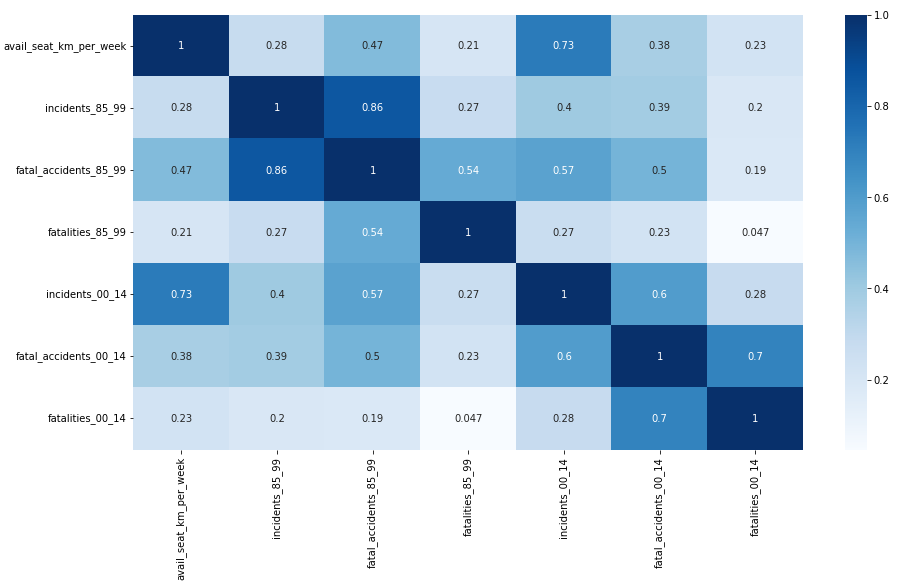 avail_seat_km_per_week 1 0.28 0.47 0.21 0.73 0.38 0.23
incidents_85_99 0.28 1 0.86 0.27 0.4 0.39 0.2
fatal_accidents_85_99 0.47 0.86 1 0.54 0.57 0.5 0.19
fatalities_85_99 0.21 0.27 0.54 1 0.27 0.23 0.047
incidents_00_14 0.73 0.4 0.57 0.27 1 0.6 0.28
fatal_accidents_00_14 0.38 0.39 0.5 0.23 0.6 1 0.7
fatalities_00_14 0.23 0.2 0.19 0.047 0.28 0.7 1
avail_seat_km_per_week
incidents_85_99
fatal_accidents_85_99
fatalities_85_99
incidents_00_14
fatal_accidents_00_14
fatalities_00_14
1.0
0.8
0.6
0.4
0.2